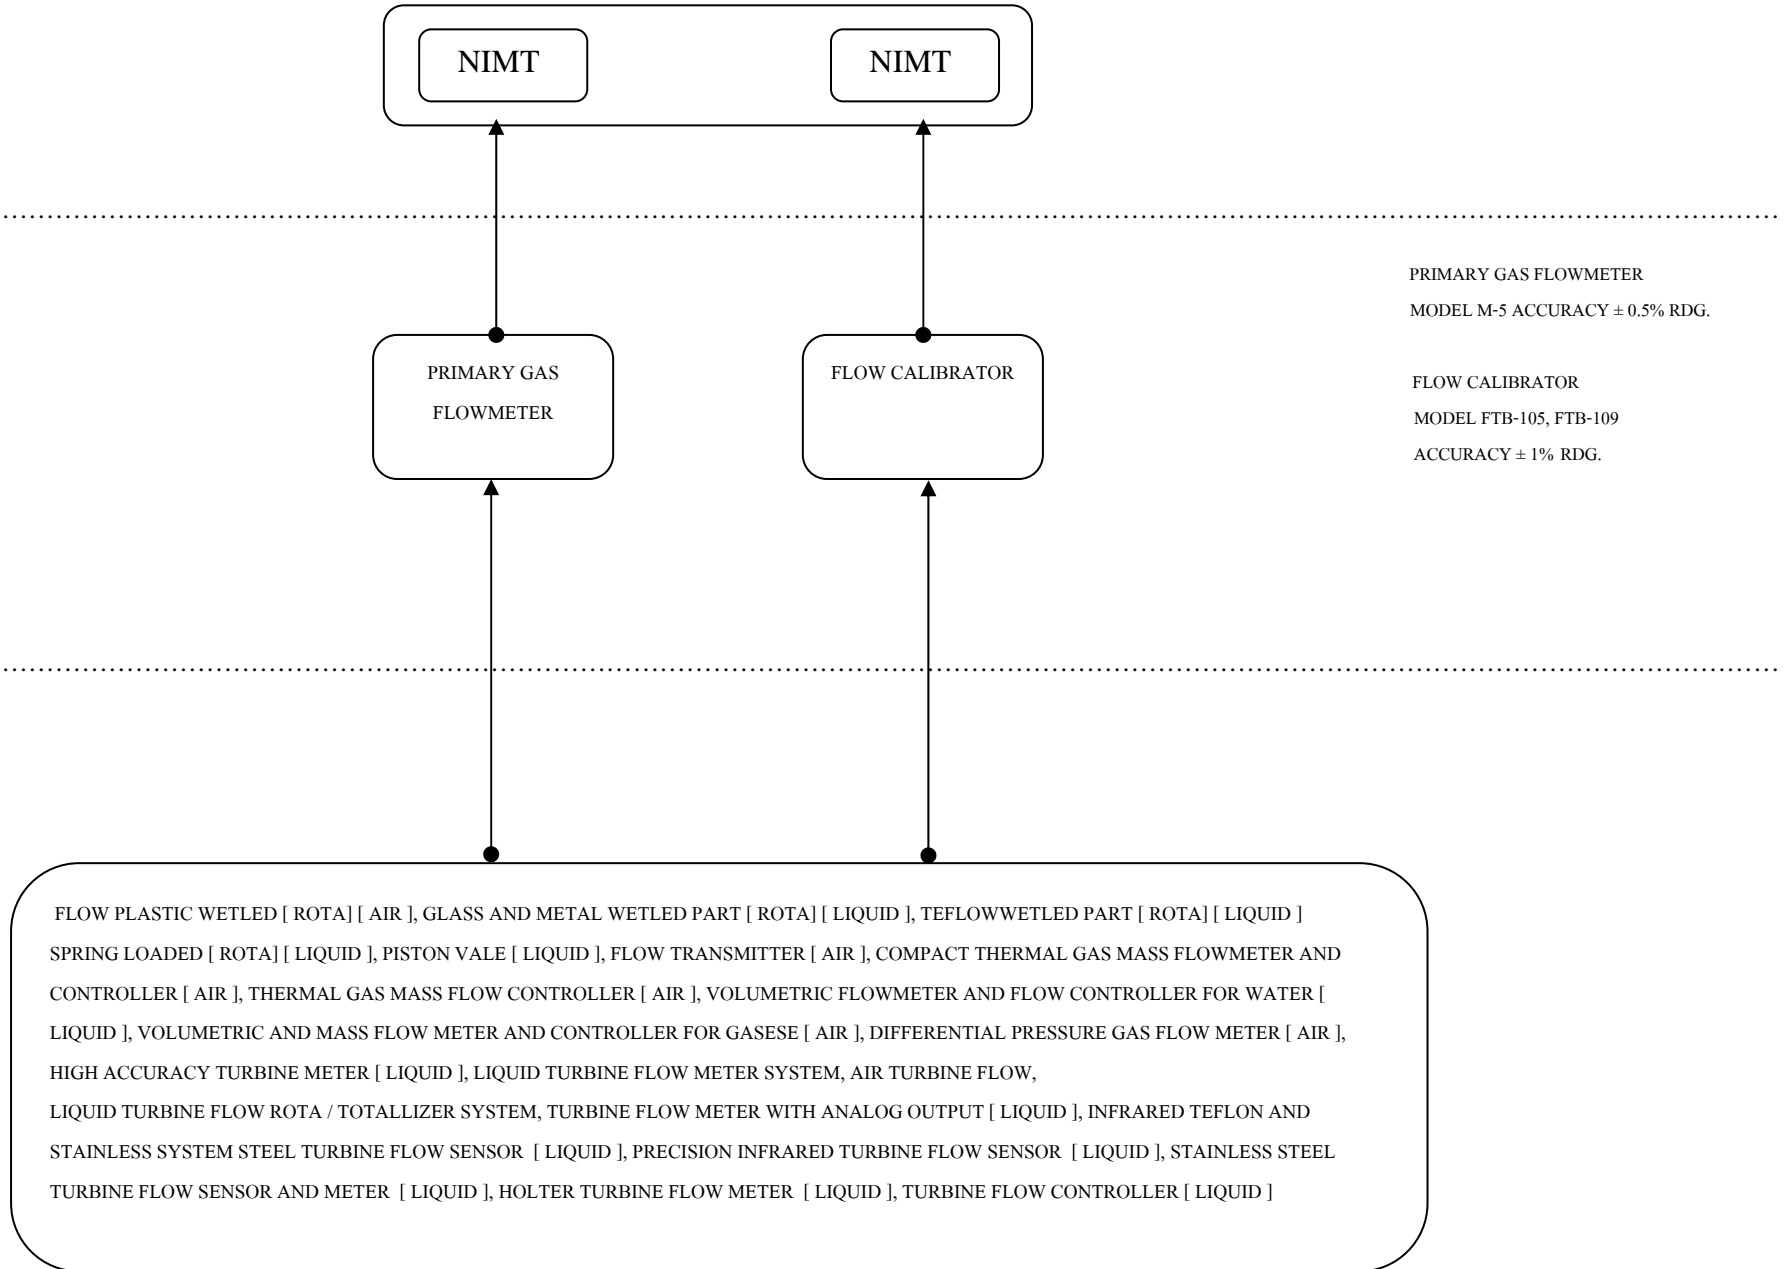 NIMT
NIMT
PRIMARY GAS FLOWMETER
MODEL M-5 ACCURACY ± 0.5% RDG.
FLOW CALIBRATOR
MODEL FTB-105, FTB-109
ACCURACY ± 1% RDG.
PRIMARY GAS
FLOWMETER
FLOW CALIBRATOR
FLOW PLASTIC WETLED [ ROTA] [ AIR ], GLASS AND METAL WETLED PART [ ROTA] [ LIQUID ], TEFLOWWETLED PART [ ROTA] [ LIQUID ]
SPRING LOADED [ ROTA] [ LIQUID ], PISTON VALE [ LIQUID ], FLOW TRANSMITTER [ AIR ], COMPACT THERMAL GAS MASS FLOWMETER AND
CONTROLLER [ AIR ], THERMAL GAS MASS FLOW CONTROLLER [ AIR ], VOLUMETRIC FLOWMETER AND FLOW CONTROLLER FOR WATER [
LIQUID ], VOLUMETRIC AND MASS FLOW METER AND CONTROLLER FOR GASESE [ AIR ], DIFFERENTIAL PRESSURE GAS FLOW METER [ AIR ],
HIGH ACCURACY TURBINE METER [ LIQUID ], LIQUID TURBINE FLOW METER SYSTEM, AIR TURBINE FLOW,
LIQUID TURBINE FLOW ROTA / TOTALLIZER SYSTEM, TURBINE FLOW METER WITH ANALOG OUTPUT [ LIQUID ], INFRARED TEFLON AND
STAINLESS SYSTEM STEEL TURBINE FLOW SENSOR [ LIQUID ], PRECISION INFRARED TURBINE FLOW SENSOR [ LIQUID ], STAINLESS STEEL
TURBINE FLOW SENSOR AND METER [ LIQUID ], HOLTER TURBINE FLOW METER [ LIQUID ], TURBINE FLOW CONTROLLER [ LIQUID ]